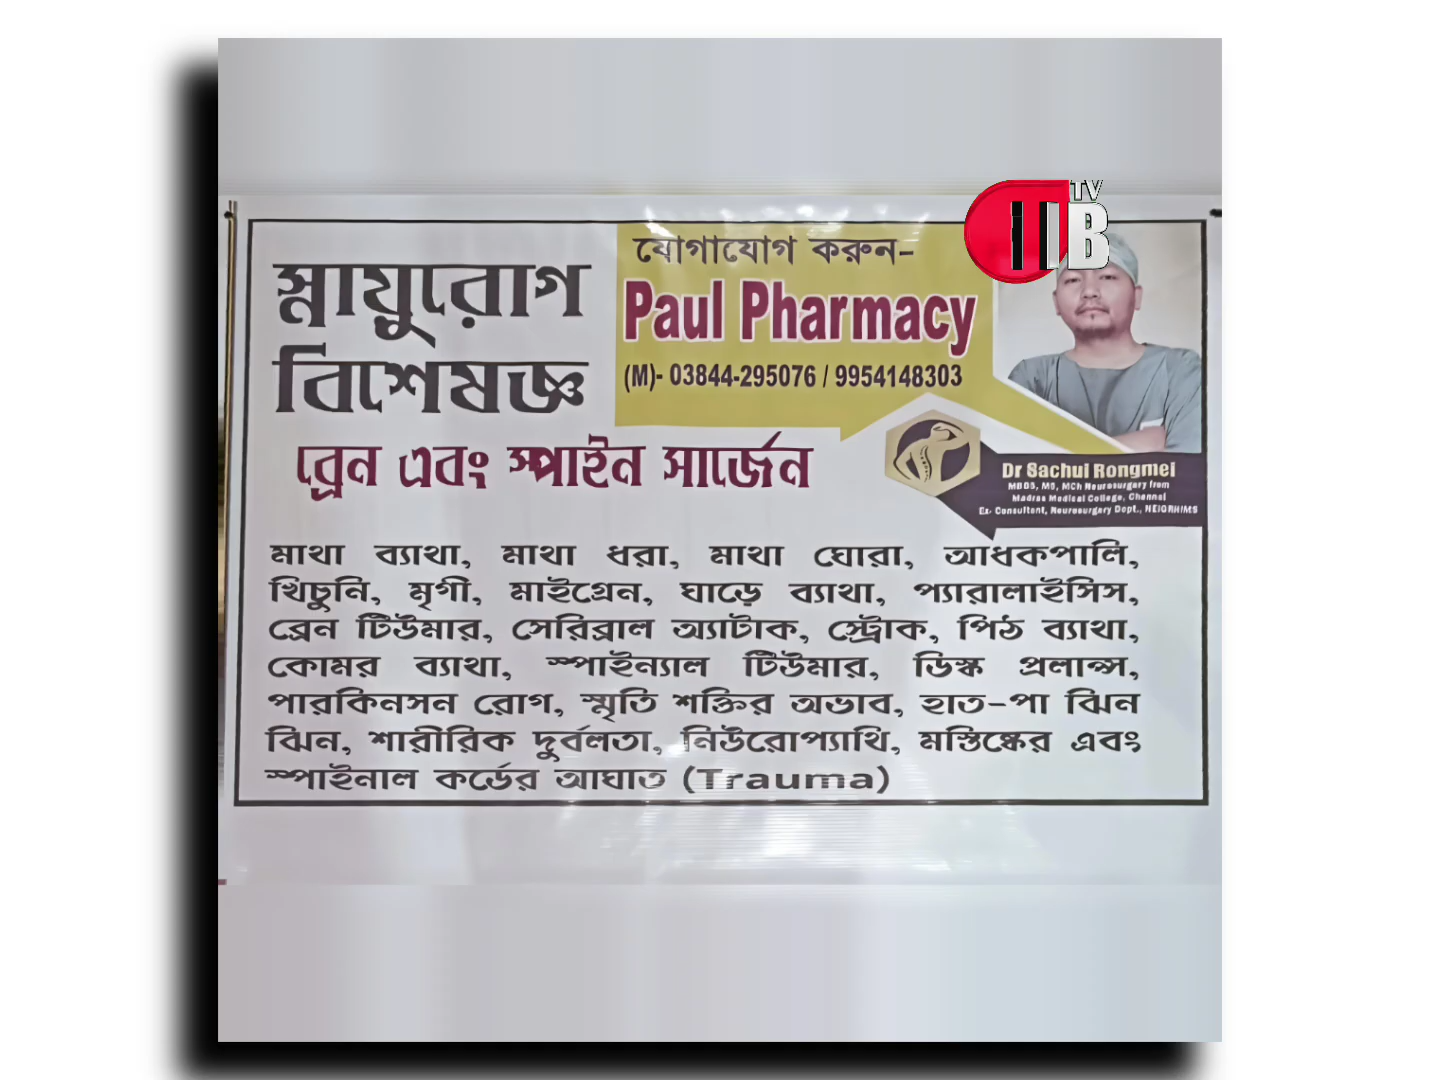 TV
IIB
যোগাযোগ করুন-
Paul Pharmacy
(M)- 03844-295076 / 9954148303
স্নায়ুরোগ
বিশেষজ্ঞ
ব্রেন এবং স্পাইন সার্জেন
Dr Sachui Rongmei
MBBS, MS, MCh Neurosurgery from
Madras Medical College, Chennai
Ex- Consultant, Neurosurgery Dept., NEIGRIHMS
মাথা ব্যাথা, মাথা ধরা, মাথা ঘোরা, আধকপালি,
খিচুনি, মৃগী, মাইগ্রেন, ঘাড়ে ব্যাথা, প্যারালাইসিস,
ব্রেন টিউমার, সেরিব্রাল অ্যাটাক, স্ট্রোক, পিঠ ব্যাথা,
কোমর ব্যাথা, স্পাইন্যাল টিউমার, ডিস্ক প্রলাপ্স,
পারকিনসন রোগ, স্মৃতি শক্তির অভাব, হাত-পা ঝিন
ঝিন, শারীরিক দুর্বলতা, নিউরোপ্যাথি, মস্তিষ্কের এবং
স্পাইনাল কর্ডের আঘাত (Trauma)